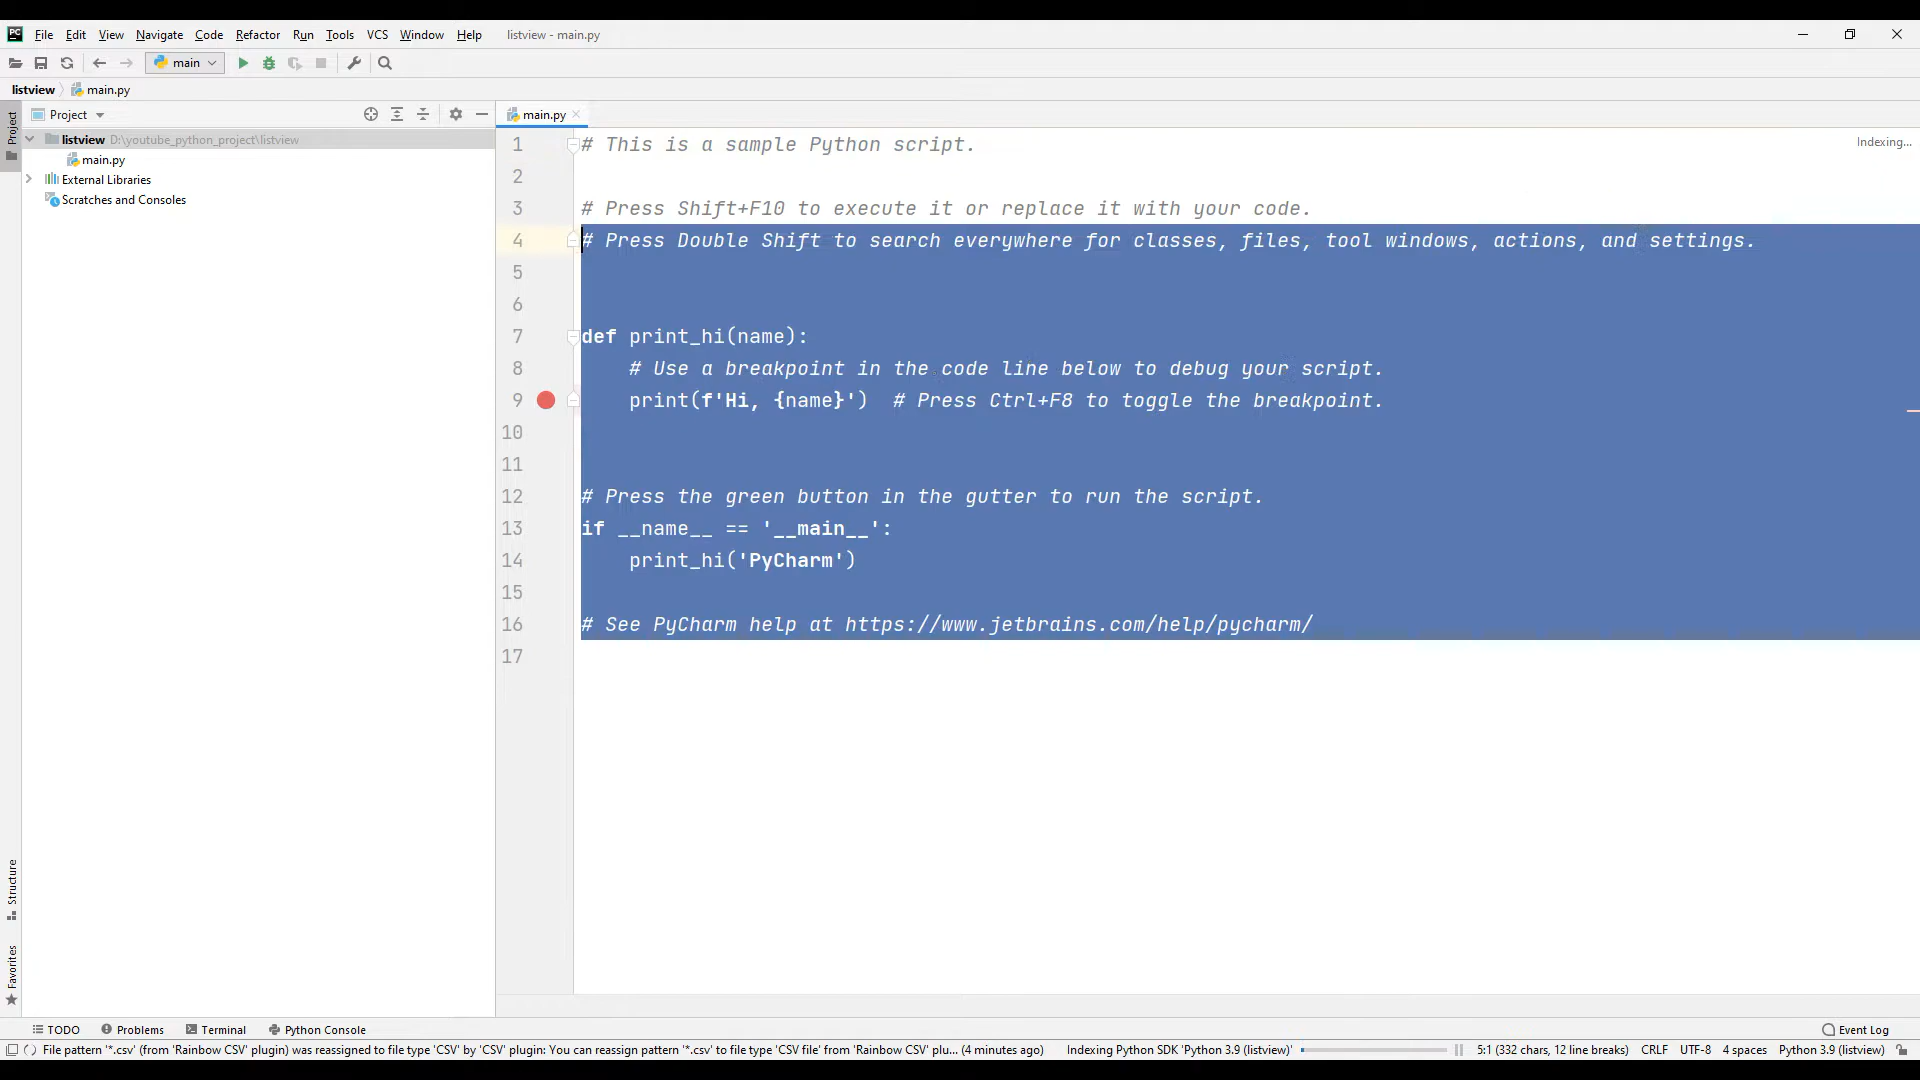 PC File Edit View Navigate Code Refactor Run Tools VCS Window Help listview - main.py
main
listview main.py
Project
Project
main.py
listview D:\youtube_python_project\listview
main.py
External Libraries
Scratches and Consoles
Indexing...
1 # This is a sample Python script.
2
3 # Press Shift+F10 to execute it or replace it with your code.
4 # Press Double Shift to search everywhere for classes, files, tool windows, actions, and settings.
5
6
7 def print_hi(name):
8     # Use a breakpoint in the code line below to debug your script.
9     print(f'Hi, {name}')  # Press Ctrl+F8 to toggle the breakpoint.
10
11
12 # Press the green button in the gutter to run the script.
13 if __name__ == '__main__':
14     print_hi('PyCharm')
15
16 # See PyCharm help at https://www.jetbrains.com/help/pycharm/
17
Structure
Favorites
TODO Problems Terminal Python Console Event Log
File pattern '*.csv' (from 'Rainbow CSV' plugin) was reassigned to file type 'CSV' by 'CSV' plugin: You can reassign pattern '*.csv' to file type 'CSV file' from 'Rainbow CSV' plu... (4 minutes ago) Indexing Python SDK 'Python 3.9 (listview)' 5:1 (332 chars, 12 line breaks) CRLF UTF-8 4 spaces Python 3.9 (listview)